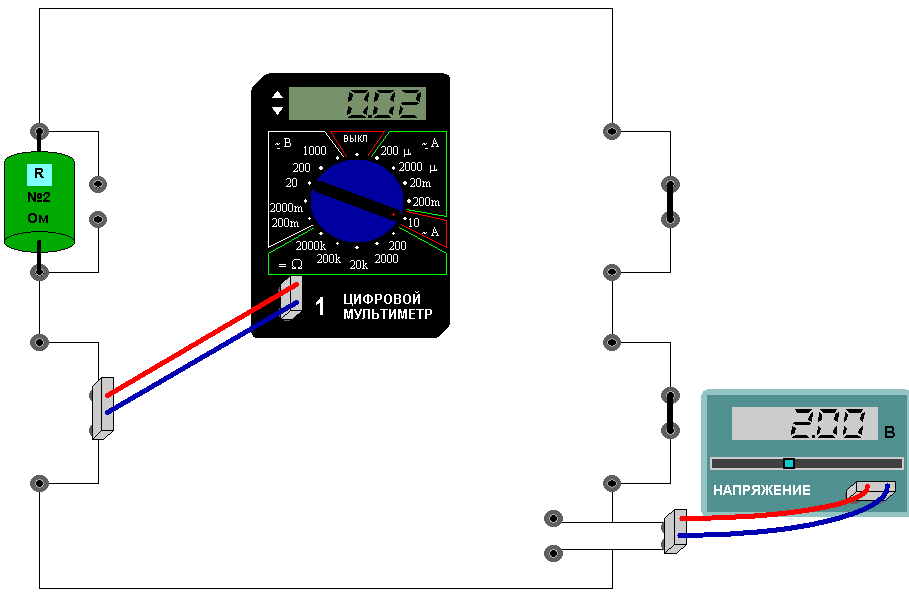 0.02
выкл
~ В
1000
200
20
2000m
200m
200 µ
~ А
2000 µ
20m
200m
10
~ А
2000k
200k
20k
2000
200
= Ω
1
ЦИФРОВОЙ
МУЛЬТИМЕТР
R
№2
Ом
2.00
В
НАПРЯЖЕНИЕ